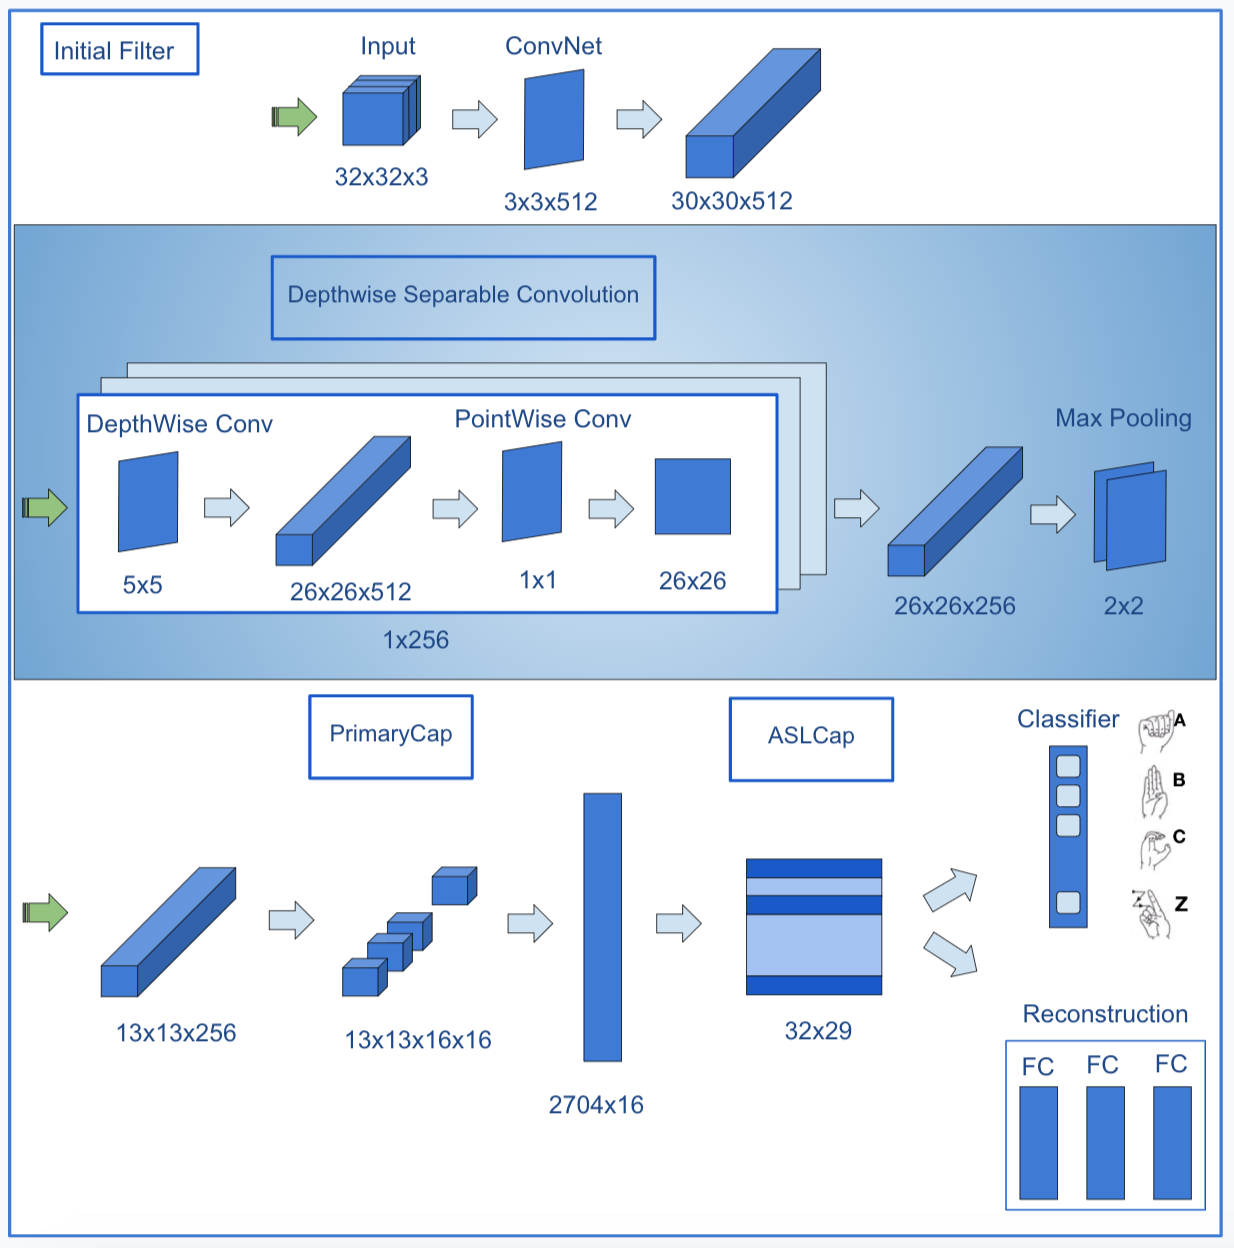 Initial Filter
Input
ConvNet
32x32x3
3x3x512
30x30x512
Depthwise Separable Convolution
DepthWise Conv
PointWise Conv
Max Pooling
5x5
26x26x512
1x1
26x26
26x26x256
2x2
1x256
PrimaryCap
ASLCap
Classifier
A
B
C
Z
Z
13x13x256
13x13x16x16
2704x16
32x29
Reconstruction
FC FC FC